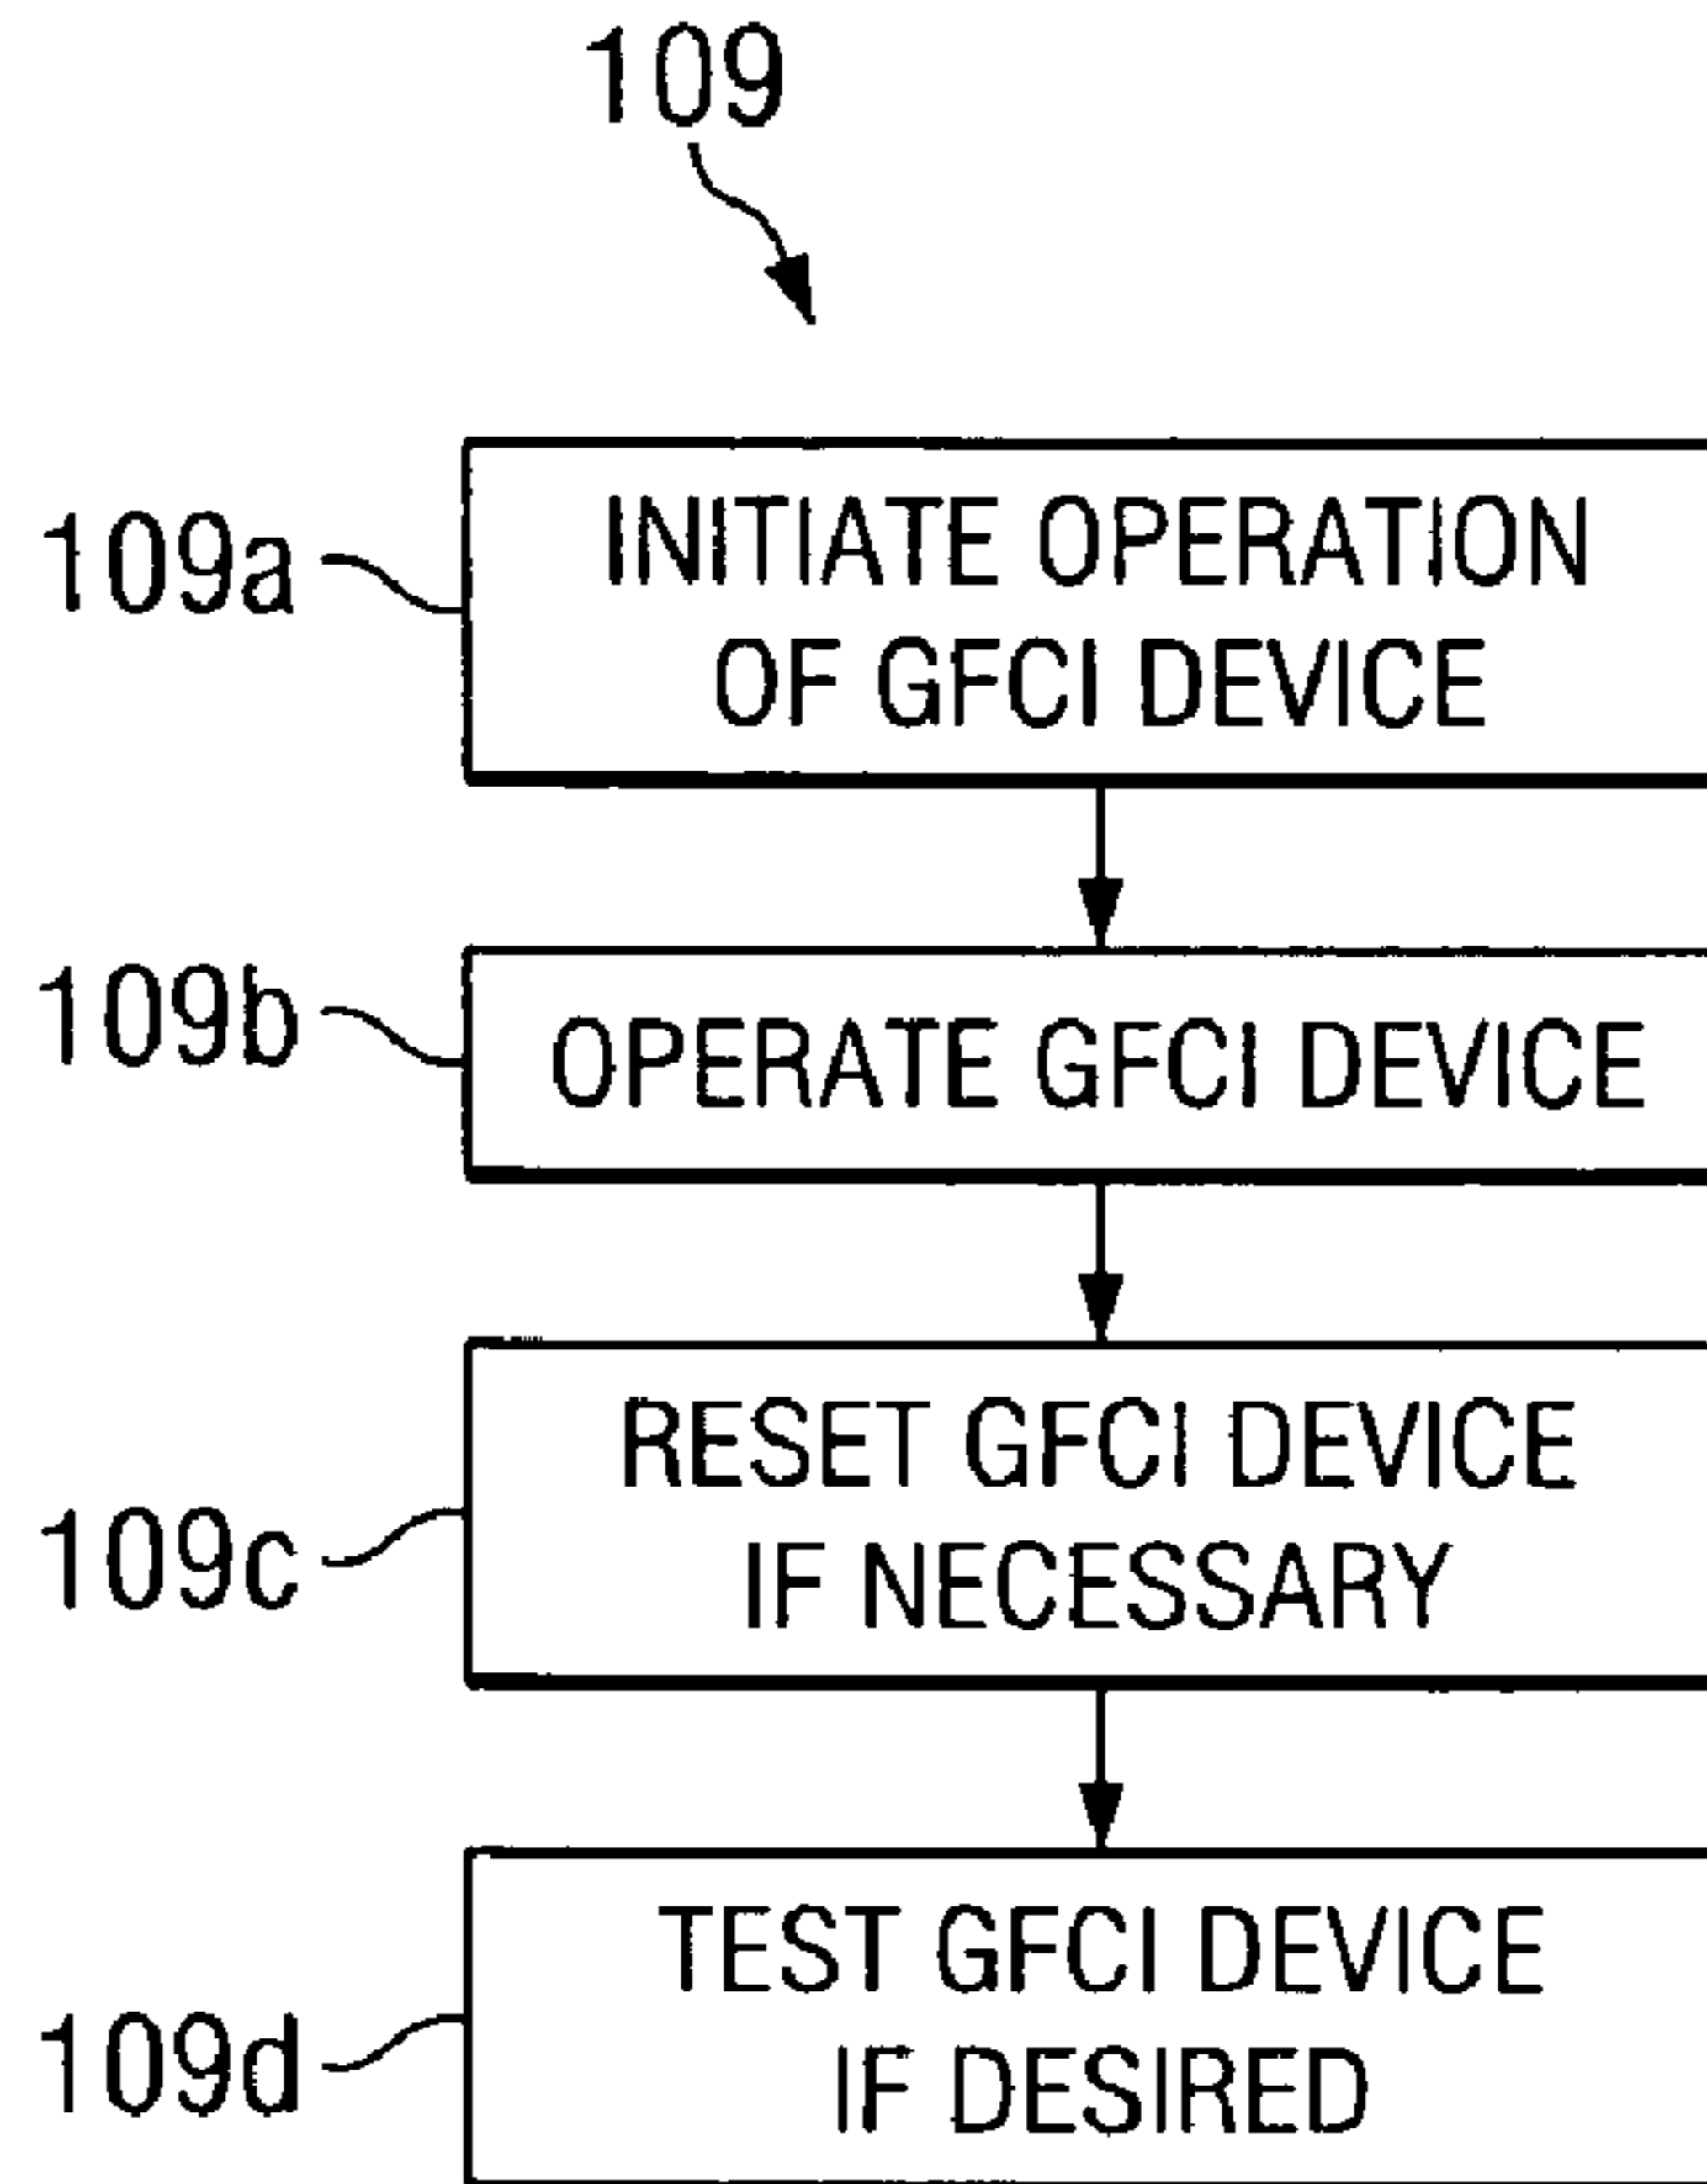 109
109a
INITIATE OPERATION
OF GFCI DEVICE
109b
OPERATE GFCI DEVICE
RESET GFCI DEVICE
IF NECESSARY
109c
TEST GFCI DEVICE
IF DESIRED
109d